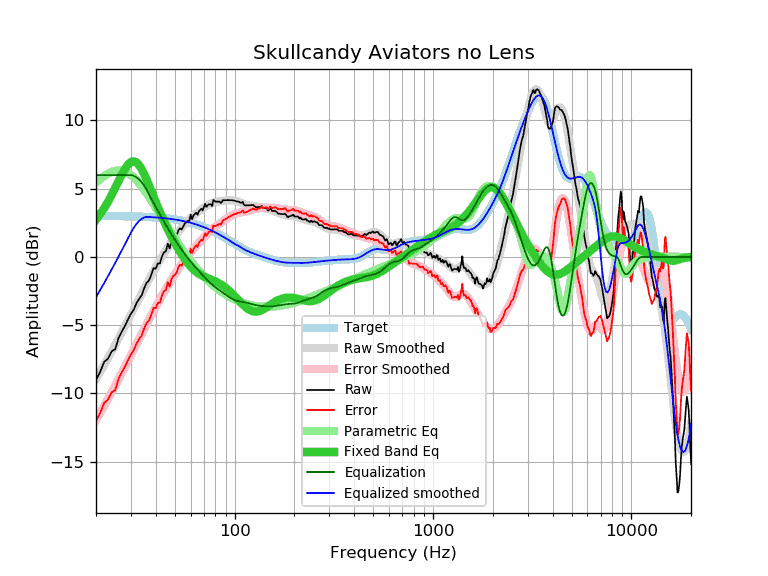 Skullcandy Aviators no Lens
Amplitude (dBr)
10
5
0
−5
−10
−15
100
1000
10000
Frequency (Hz)
Target
Raw Smoothed
Error Smoothed
Raw
Error
Parametric Eq
Fixed Band Eq
Equalization
Equalized smoothed